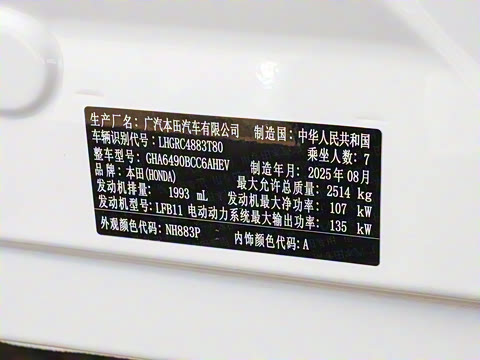 生产厂名：广汽本田汽车有限公司 制造国：中华人民共和国
车辆识别代号：LHGRC4883T80 乘坐人数：7
整车型号：GHA6490BCC6AHEV 制造年月：2025年08月
品牌：本田(HONDA) 最大允许总质量：2514 kg
发动机排量： 1993 mL 发动机最大净功率：107 kW
发动机型号：LFB11 电动动力系统最大输出功率：135 kW
外观颜色代码：NH883P 内饰颜色代码：A